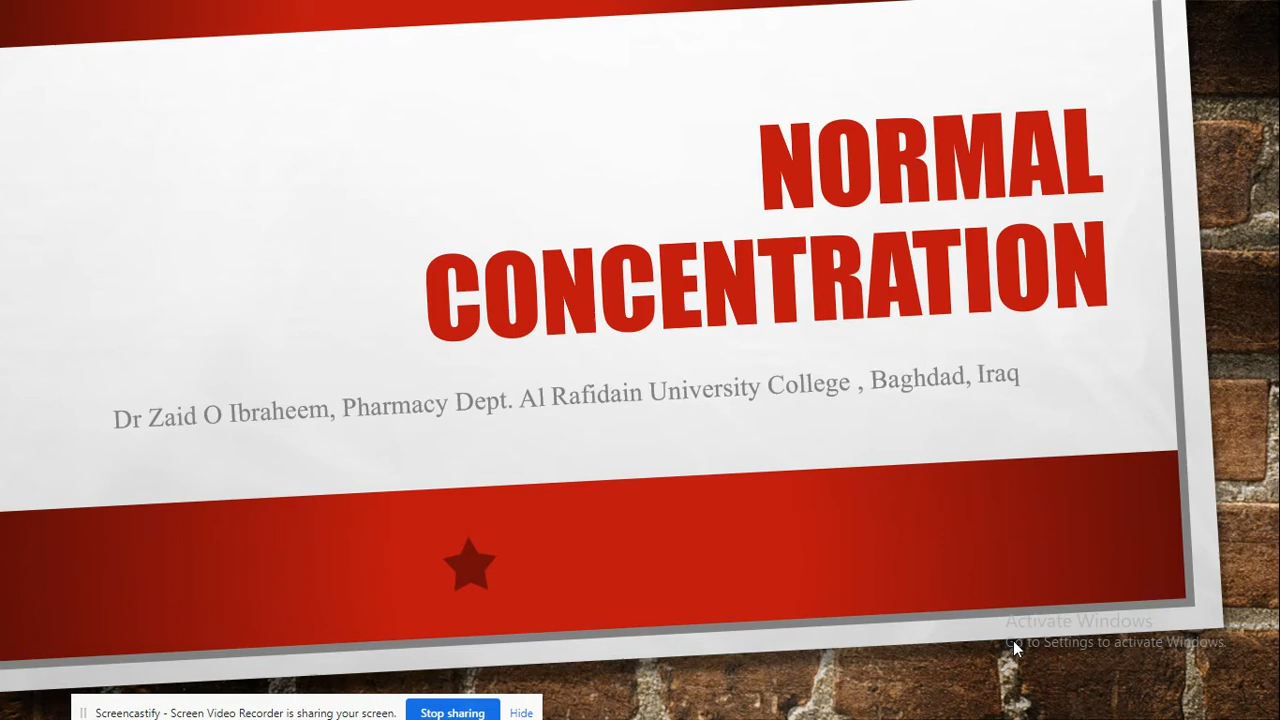 NORMAL
CONCENTRATION
Dr Zaid O Ibraheem, Pharmacy Dept. Al Rafidain University College , Baghdad, Iraq
Activate Windows
Go to Settings to activate Windows.
Screencastify - Screen Video Recorder is sharing your screen. Stop sharing Hide